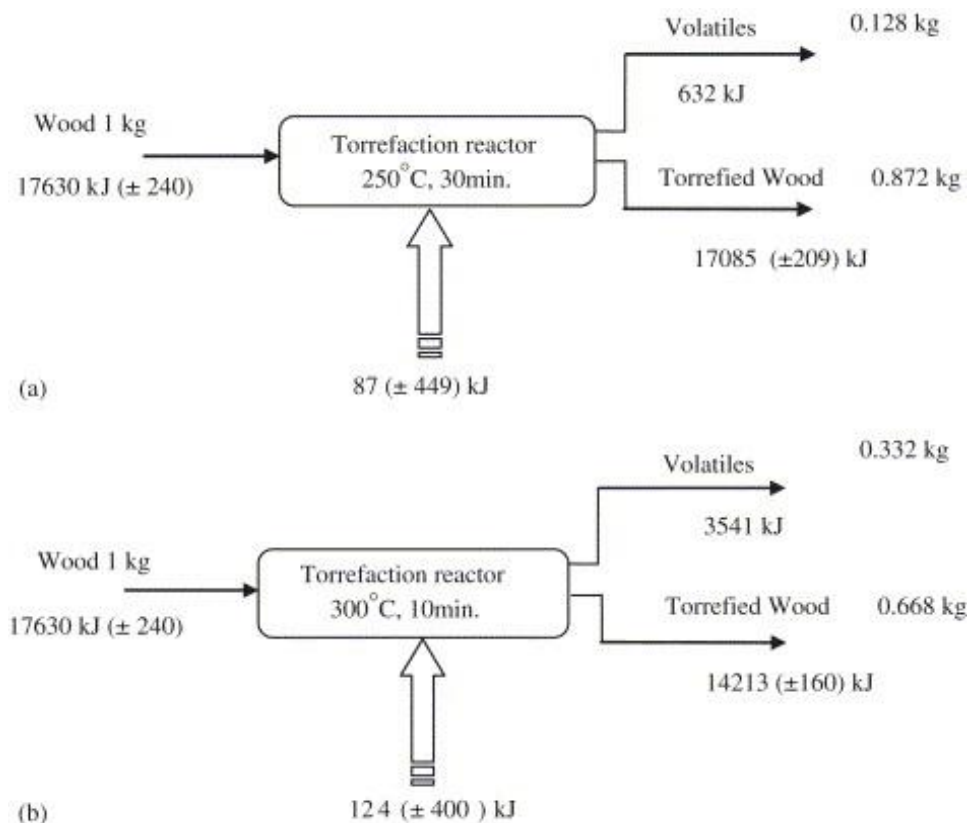 Volatiles 0.128 kg
632 kJ
Wood 1 kg
17630 kJ (± 240)
Torrefaction reactor
250°C, 30min.
Torrefied Wood 0.872 kg
17085 (±209) kJ
87 (± 449) kJ
(a)
Volatiles 0.332 kg
3541 kJ
Wood 1 kg
17630 kJ (± 240)
Torrefaction reactor
300°C, 10min.
Torrefied Wood 0.668 kg
14213 (±160) kJ
124 (± 400 ) kJ
(b)